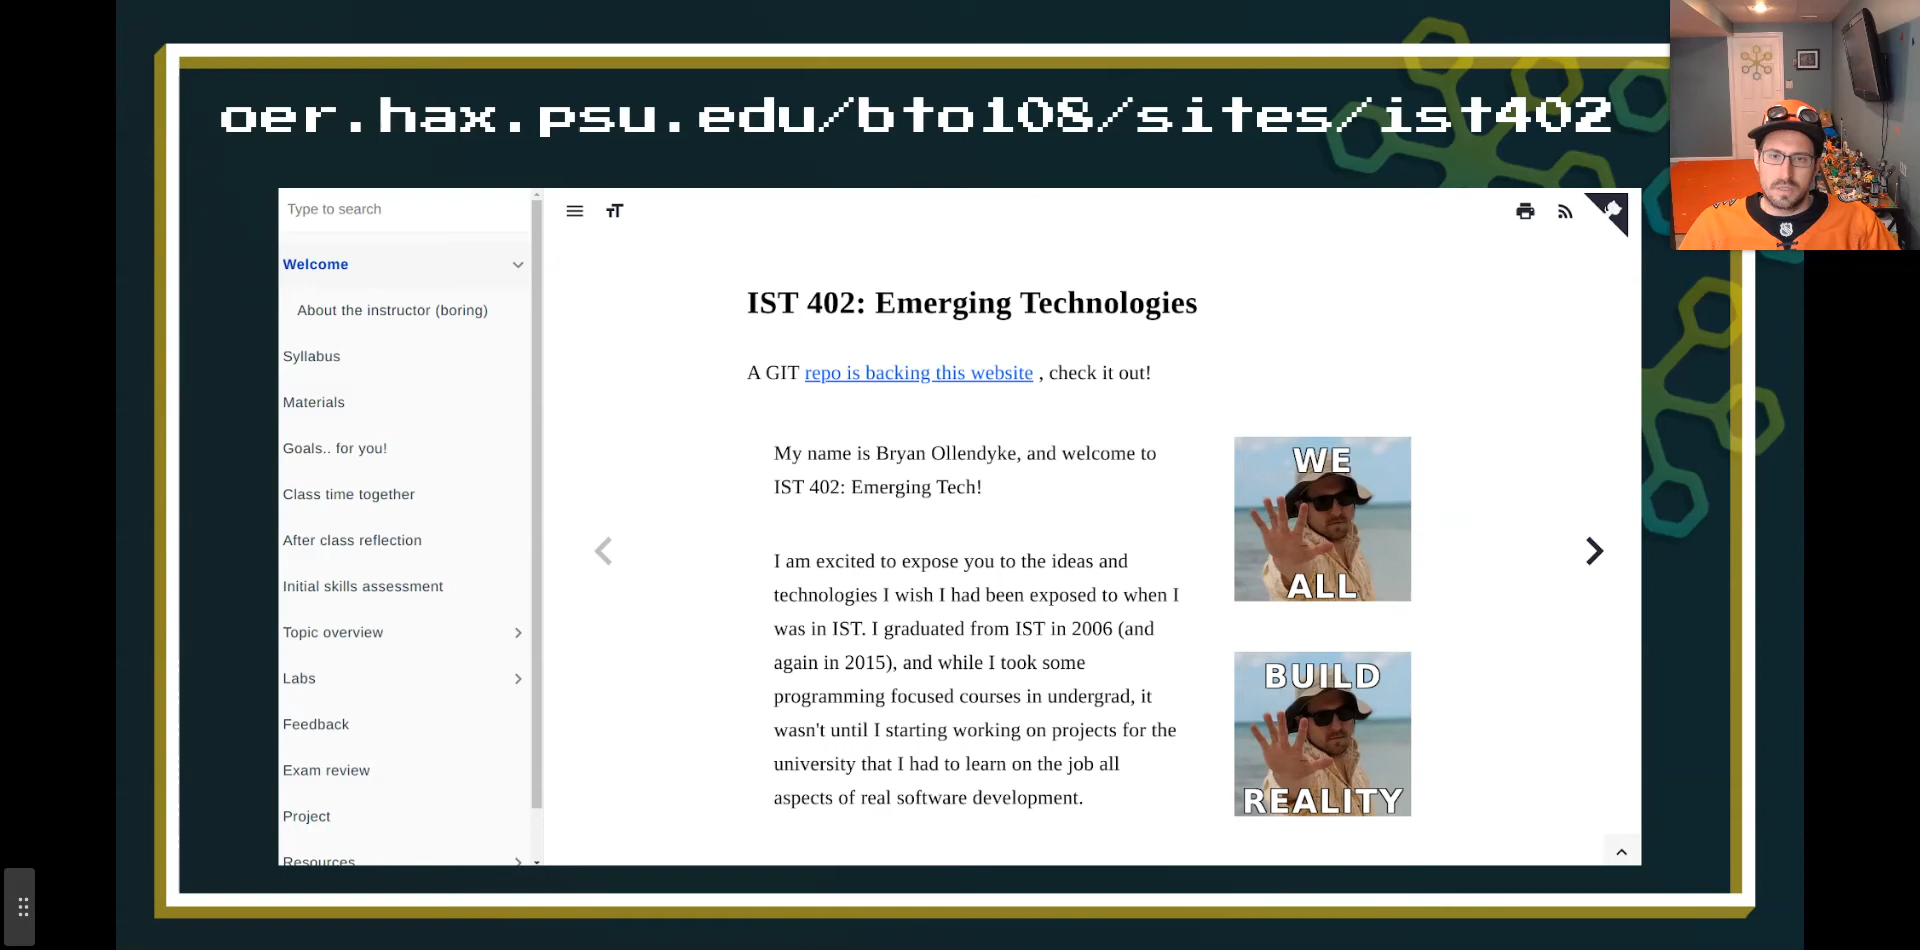 oer.hax.psu.edu/bto108/sites/ist402
Type to search
Welcome
About the instructor (boring)
Syllabus
Materials
Goals.. for you!
Class time together
After class reflection
Initial skills assessment
Topic overview
Labs
Feedback
Exam review
Project
Resources
IST 402: Emerging Technologies
A GIT repo is backing this website , check it out!
My name is Bryan Ollendyke, and welcome to
IST 402: Emerging Tech!
I am excited to expose you to the ideas and
technologies I wish I had been exposed to when I
was in IST. I graduated from IST in 2006 (and
again in 2015), and while I took some
programming focused courses in undergrad, it
wasn't until I starting working on projects for the
university that I had to learn on the job all
aspects of real software development.
WE
ALL
BUILD
REALITY